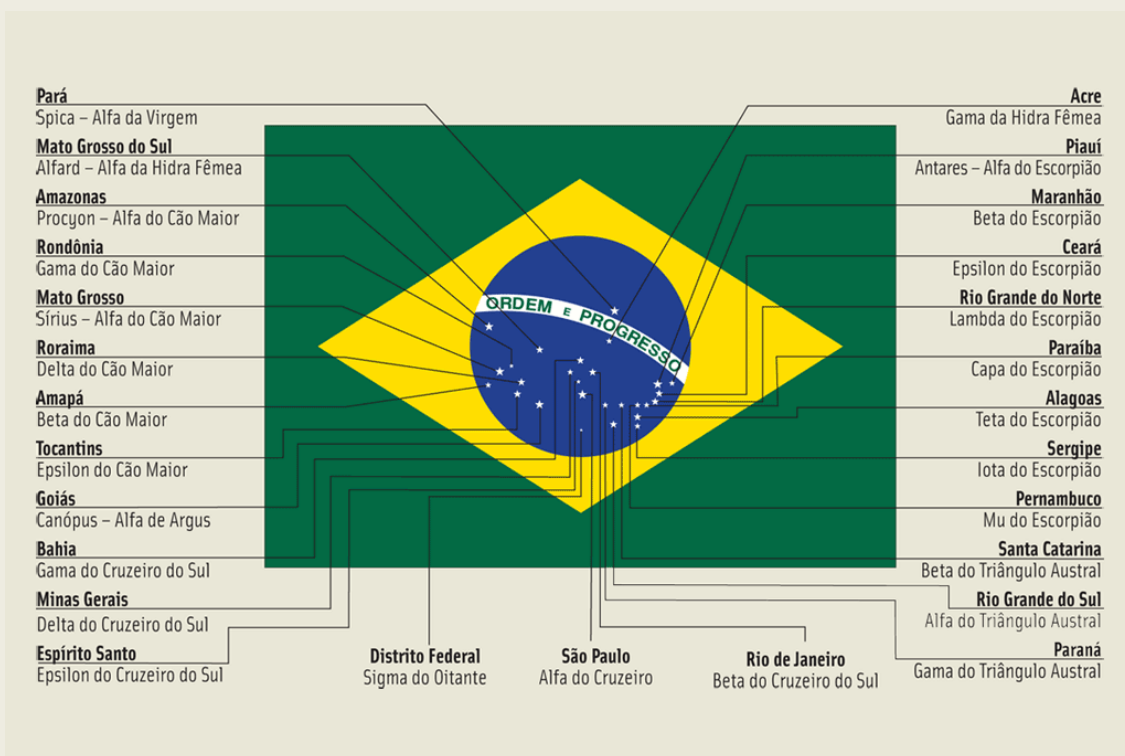 Pará
Spica – Alfa da Virgem
Mato Grosso do Sul
Alfard – Alfa da Hidra Fêmea
Amazonas
Procyon – Alfa do Cão Maior
Rondônia
Gama do Cão Maior
Mato Grosso
Sírius – Alfa do Cão Maior
Roraima
Delta do Cão Maior
Amapá
Beta do Cão Maior
Tocantins
Epsilon do Cão Maior
Goiás
Canópus – Alfa de Argus
Bahia
Gama do Cruzeiro do Sul
Minas Gerais
Delta do Cruzeiro do Sul
Espírito Santo
Epsilon do Cruzeiro do Sul
ORDEM E PROGRESSO
Distrito Federal
Sigma do Oitante
São Paulo
Alfa do Cruzeiro
Rio de Janeiro
Beta do Cruzeiro do Sul
Acre
Gama da Hidra Fêmea
Piauí
Antares – Alfa do Escorpião
Maranhão
Beta do Escorpião
Ceará
Epsilon do Escorpião
Rio Grande do Norte
Lambda do Escorpião
Paraíba
Capa do Escorpião
Alagoas
Teta do Escorpião
Sergipe
Iota do Escorpião
Pernambuco
Mu do Escorpião
Santa Catarina
Beta do Triângulo Austral
Rio Grande do Sul
Alfa do Triângulo Austral
Paraná
Gama do Triângulo Austral